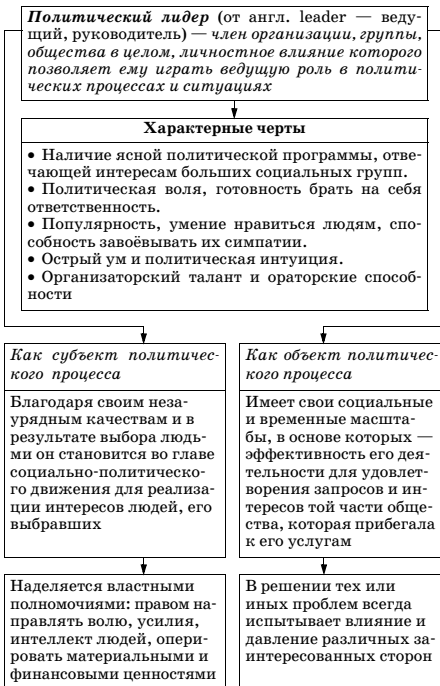 Политический лидер (от англ. leader — веду-
щий, руководитель) — член организации, группы,
общества в целом, личностное влияние которого
позволяет ему играть ведущую роль в полити-
ческих процессах и ситуациях
Характерные черты
• Наличие ясной политической программы, отве-
чающей интересам больших социальных групп.
• Политическая воля, готовность брать на себя
ответственность.
• Популярность, умение нравиться людям, спо-
собность завоёвывать их симпатии.
• Острый ум и политическая интуиция.
• Организаторский талант и ораторские способ-
ности
Как субъект политичес-
кого процесса
Благодаря своим неза-
урядным качествам и в
результате выбора людь-
ми он становится во главе
социально-политическо-
го движения для реализа-
ции интересов людей, его
выбравших
Наделяется властными
полномочиями: правом на-
правлять волю, усилия,
интеллект людей, опери-
ровать материальными и
финансовыми ценностями
Как объект политичес-
кого процесса
Имеет свои социальные
и временные масшта-
бы, в основе которых —
эффективность его дея-
тельности для удовлет-
ворения запросов и ин-
тересов той части обще-
ства, которая прибегала
к его услугам
В решении тех или
иных проблем всегда
испытывает влияние и
давление различных за-
интересованных сторон